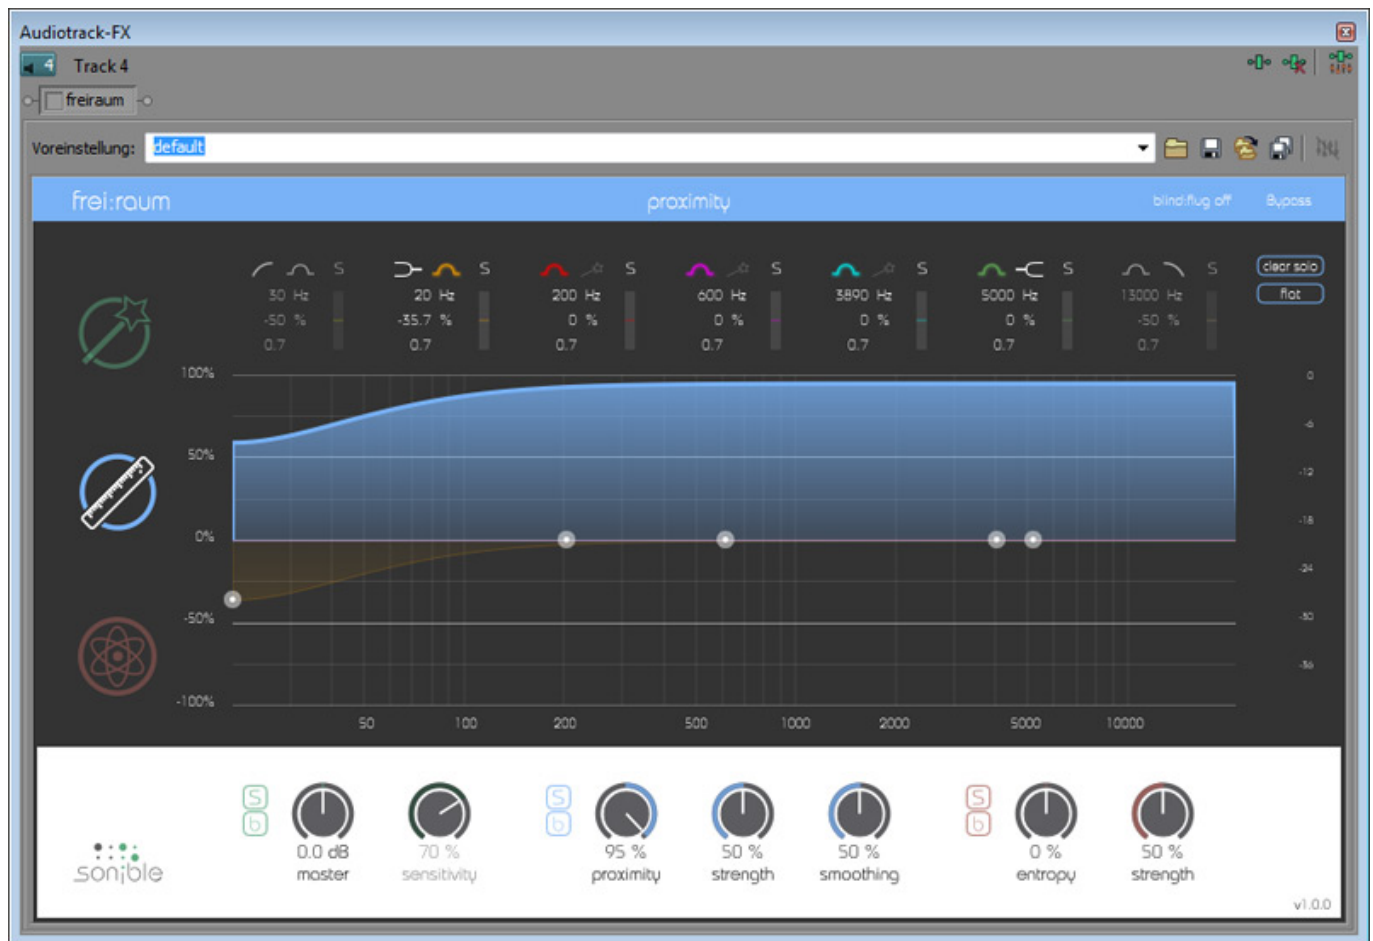 Audiotrack-FX
4 Track 4
freiraum
Voreinstellung: default
frei:raum proximity blind:flug off Bypass
S S S S S S S clear solo
30 Hz 20 Hz 200 Hz 600 Hz 3890 Hz 5000 Hz 13000 Hz flat
-50 % -35.7 % 0 % 0 % 0 % 0 % -50 %
0.7 0.7 0.7 0.7 0.7 0.7 0.7
100% 0
-6
50% -12
0% -18
-24
-50% -30
-36
-100%
50 100 200 500 1000 2000 5000 10000
S S S
b b b
0.0 dB 70 % 95 % 50 % 50 % 0 % 50 %
master sensitivity proximity strength smoothing entropy strength
sonible
v1.0.0